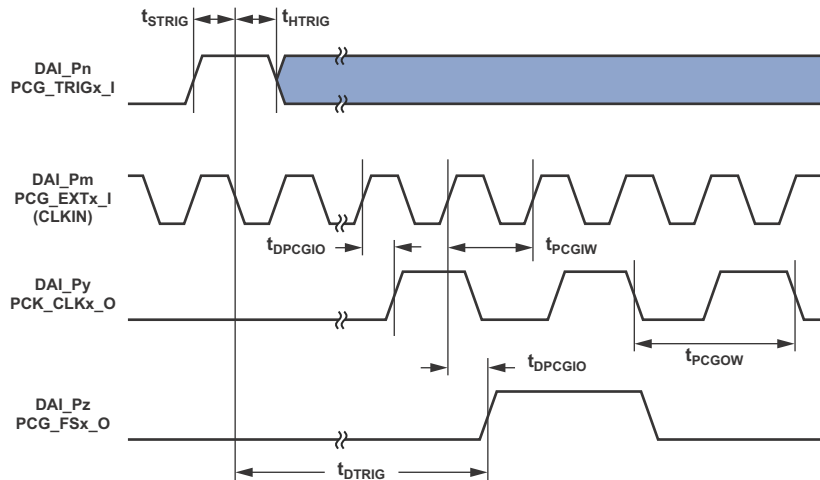 tSTRIG
tHTRIG
DAI_Pn
PCG_TRIGx_I
DAI_Pm
PCG_EXTx_I
(CLKIN)
tDPCGIO
tPCGIW
DAI_Py
PCK_CLKx_O
tDPCGIO
tPCGOW
DAI_Pz
PCG_FSx_O
tDTRIG